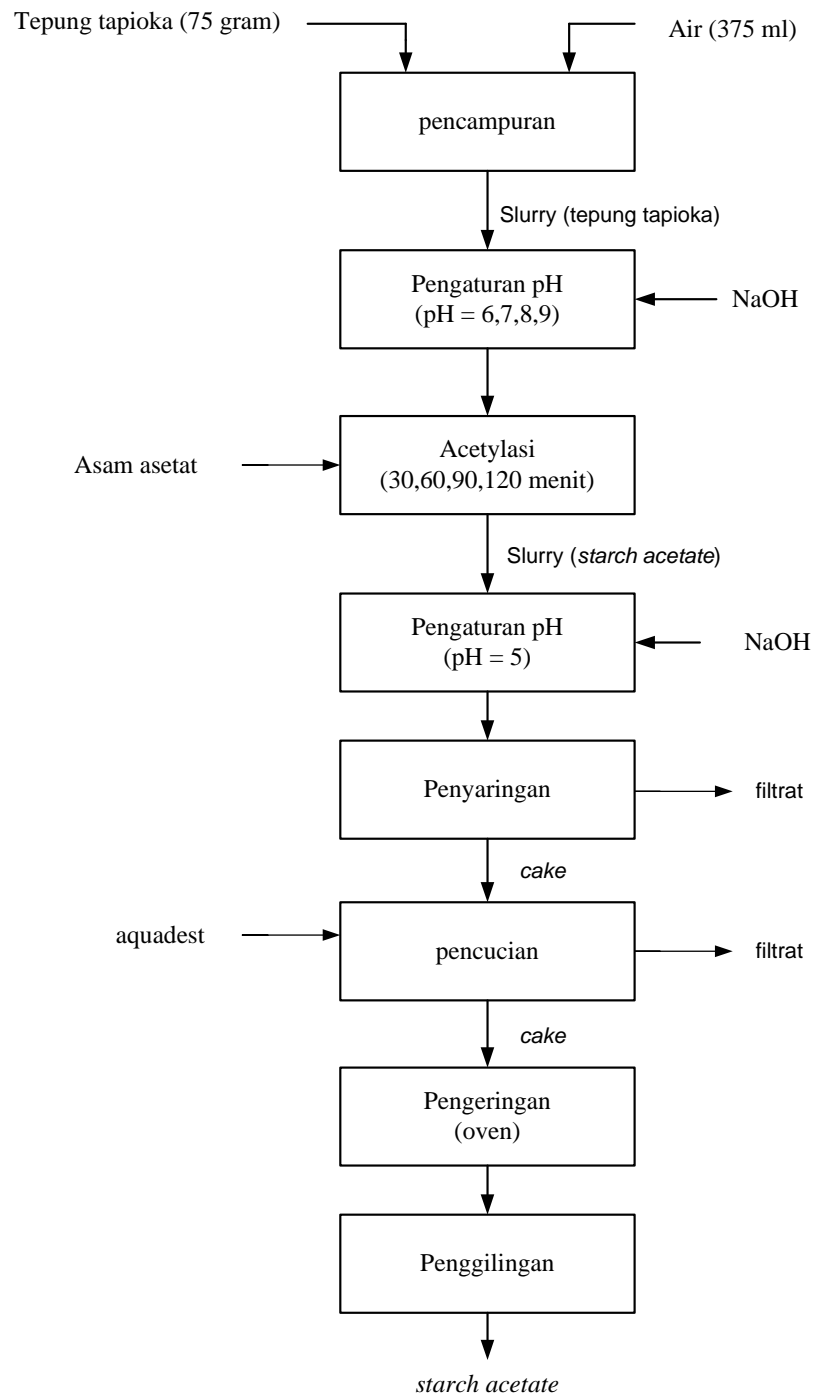 Tepung tapioka (75 gram)
Air (375 ml)
pencampuran
Slurry (tepung tapioka)
Pengaturan pH
(pH = 6,7,8,9)
NaOH
Asam asetat
Acetylasi
(30,60,90,120 menit)
Slurry (starch acetate)
Pengaturan pH
(pH = 5)
NaOH
Penyaringan
filtrat
cake
aquadest
pencucian
filtrat
cake
Pengeringan
(oven)
Penggilingan
starch acetate